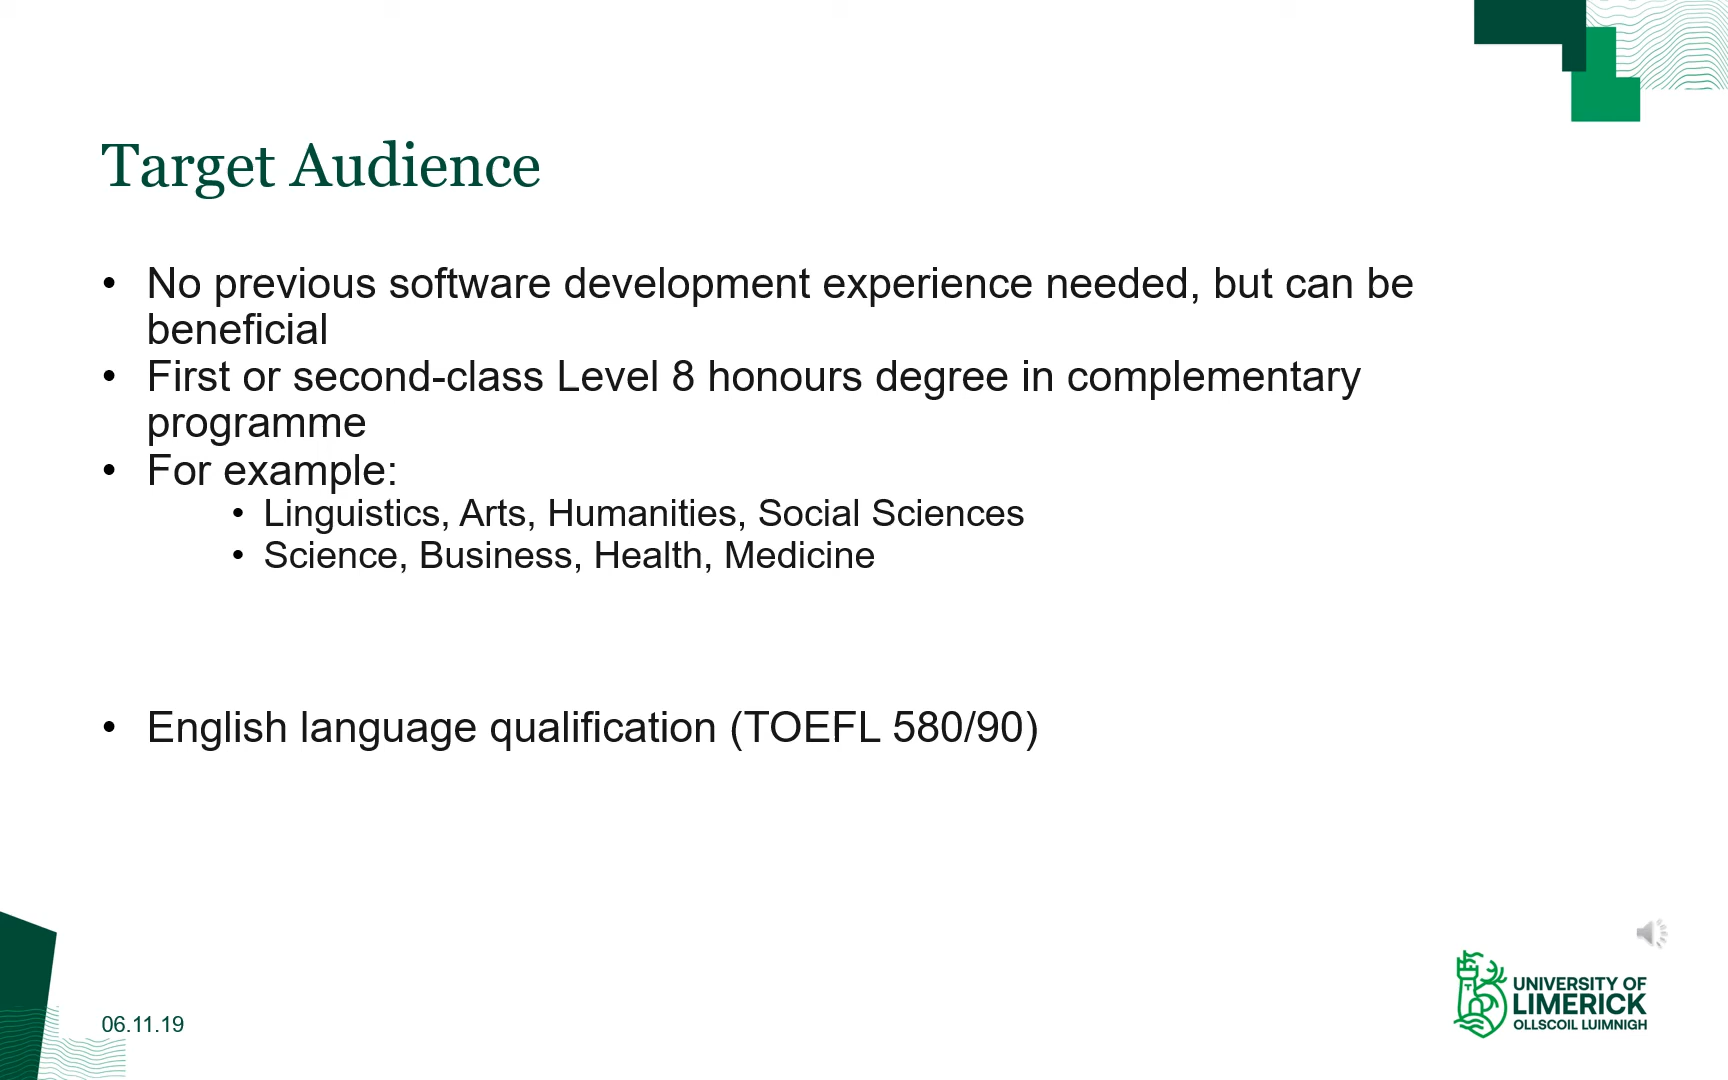 Target Audience
• No previous software development experience needed, but can be
beneficial
• First or second-class Level 8 honours degree in complementary
programme
• For example:
• Linguistics, Arts, Humanities, Social Sciences
• Science, Business, Health, Medicine
• English language qualification (TOEFL 580/90)
06.11.19
UNIVERSITY OF
LIMERICK
OLLSCOIL LUIMNIGH